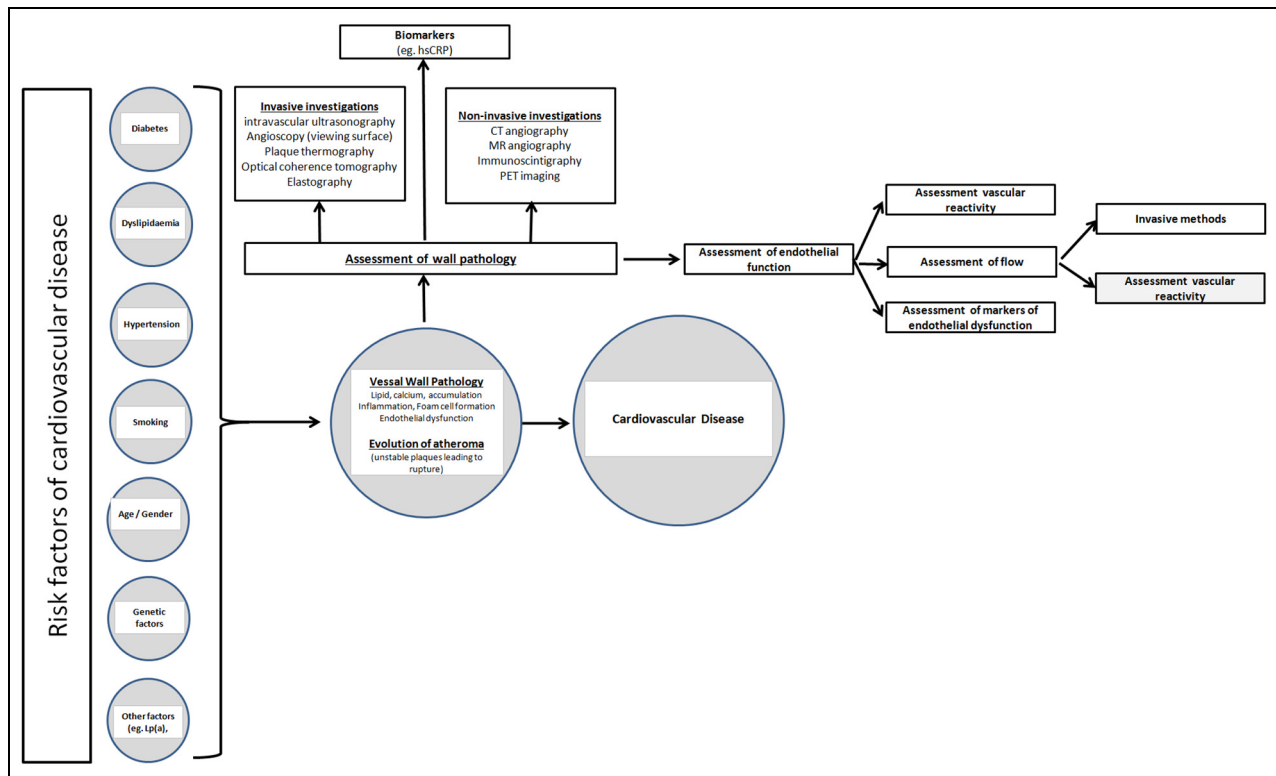 Risk factors of cardiovascular disease
Diabetes
Dyslipidaemia
Hypertension
Smoking
Age / Gender
Genetic
factors
Other factors
(eg. Lp(a),
Biomarkers
(eg. hsCRP)
Invasive investigations
intravascular ultrasonography
Angioscopy (viewing surface)
Plaque thermography
Optical coherence tomography
Elastography
Non-invasive investigations
CT angiography
MR angiography
Immunoscintigraphy
PET imaging
Assessment of wall pathology
Vessal Wall Pathology
Lipid, calcium, accumulation
Inflammation, Foam cell formation
Endothelial dysfunction
Evolution of atheroma
(unstable plaques leading to
rupture)
Cardiovascular Disease
Assessment of endothelial
function
Assessment vascular
reactivity
Assessment of flow
Assessment of markers of
endothelial dysfunction
Invasive methods
Assessment vascular
reactivity